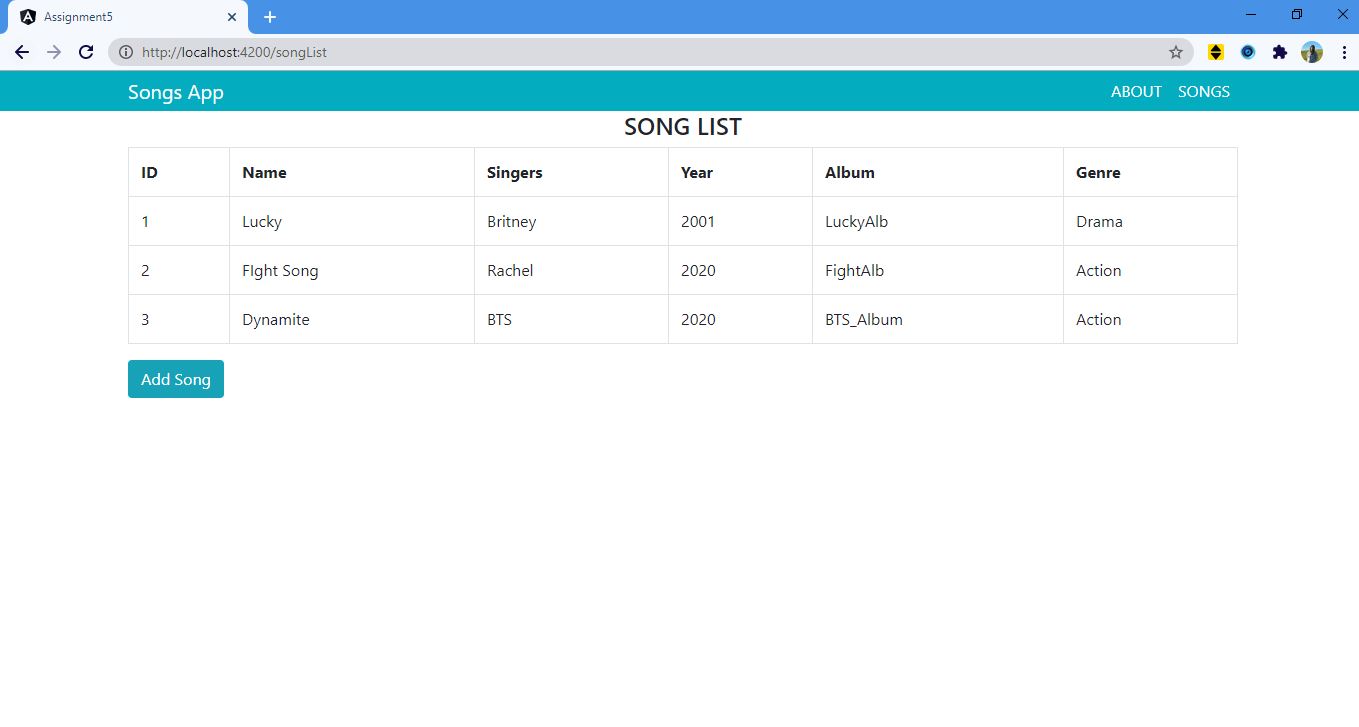 Assignment5
http://localhost:4200/songList
Songs App ABOUT SONGS
SONG LIST
ID Name Singers Year Album Genre
1 Lucky Britney 2001 LuckyAlb Drama
2 FIght Song Rachel 2020 FightAlb Action
3 Dynamite BTS 2020 BTS_Album Action
Add Song